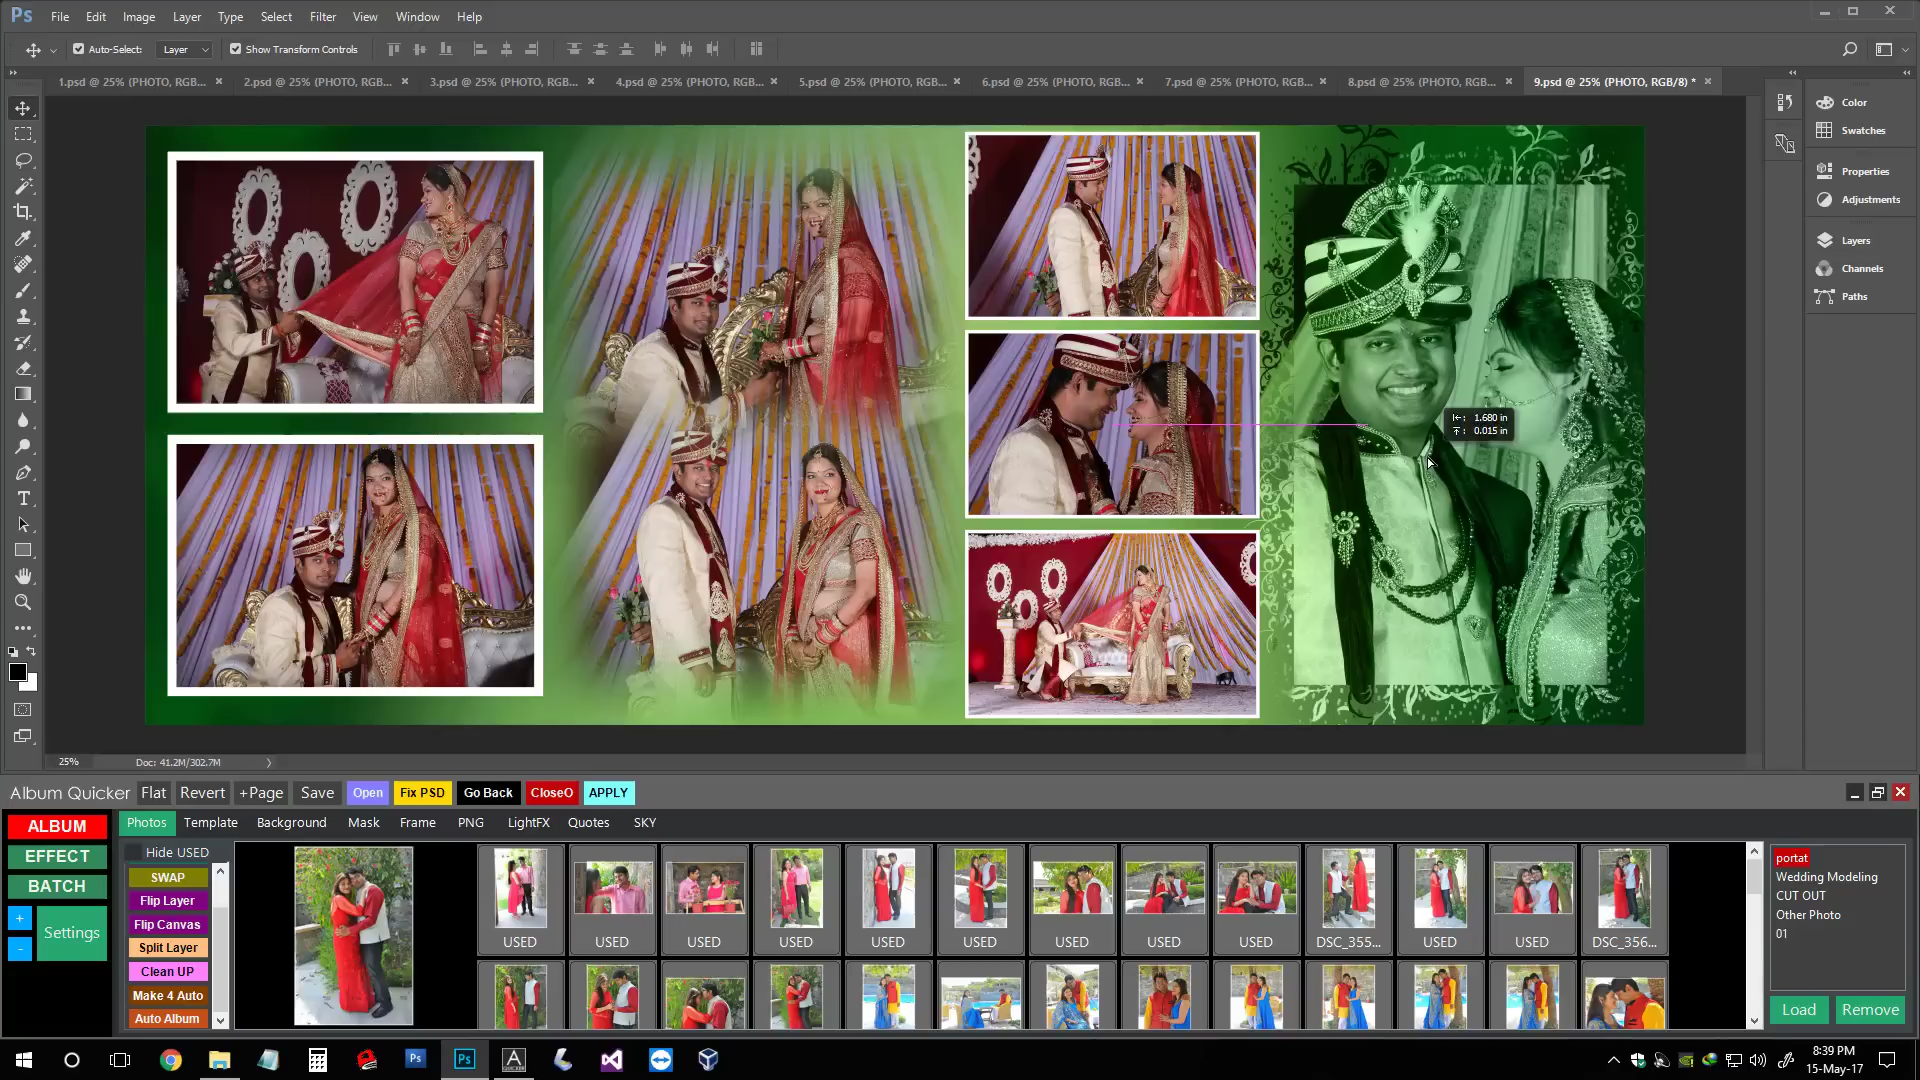 Ps File Edit Image Layer Type Select Filter View Window Help
Auto-Select: Layer Show Transform Controls
1.psd @ 25% (PHOTO, RGB... × 2.psd @ 25% (PHOTO, RGB... × 3.psd @ 25% (PHOTO, RGB... × 4.psd @ 25% (PHOTO, RGB... × 5.psd @ 25% (PHOTO, RGB... × 6.psd @ 25% (PHOTO, RGB... × 7.psd @ 25% (PHOTO, RGB... × 8.psd @ 25% (PHOTO, RGB... × 9.psd @ 25% (PHOTO, RGB/8) * ×
Color
Swatches
Properties
Adjustments
Layers
Channels
Paths
1.680 in
0.015 in
25% Doc: 41.2M/302.7M
Album Quicker Flat Revert +Page Save Open Fix PSD Go Back CloseO APPLY
ALBUM
EFFECT
BATCH
+
-
Settings
Photos Template Background Mask Frame PNG LightFX Quotes SKY
Hide USED
SWAP
Flip Layer
Flip Canvas
Split Layer
Clean UP
Make 4 Auto
Auto Album
USED USED USED USED USED USED USED USED USED DSC_355... USED USED DSC_356...
portat
Wedding Modeling
CUT OUT
Other Photo
01
Load Remove
Ps Ps A
8:39 PM
15-May-17